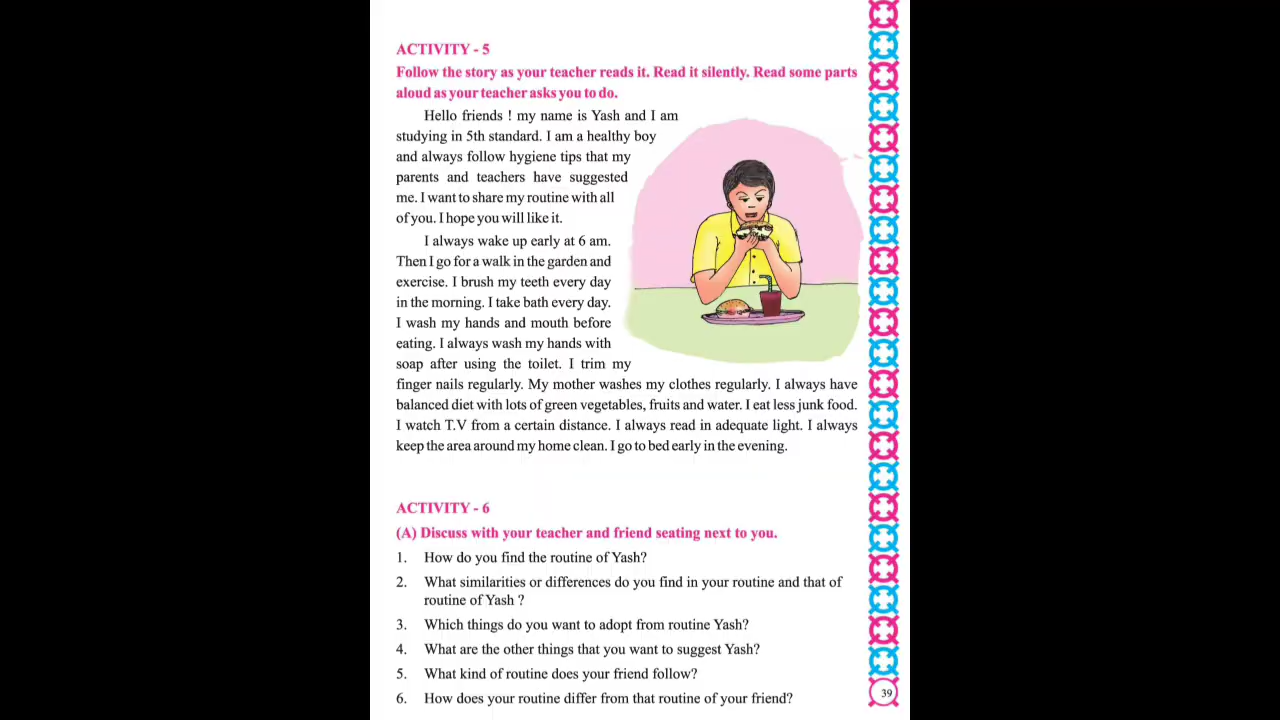 ACTIVITY - 5
Follow the story as your teacher reads it. Read it silently. Read some parts
aloud as your teacher asks you to do.
Hello friends ! my name is Yash and I am
studying in 5th standard. I am a healthy boy
and always follow hygiene tips that my
parents and teachers have suggested
me. I want to share my routine with all
of you. I hope you will like it.
I always wake up early at 6 am.
Then I go for a walk in the garden and
exercise. I brush my teeth every day
in the morning. I take bath every day.
I wash my hands and mouth before
eating. I always wash my hands with
soap after using the toilet. I trim my
finger nails regularly. My mother washes my clothes regularly. I always have
balanced diet with lots of green vegetables, fruits and water. I eat less junk food.
I watch T.V from a certain distance. I always read in adequate light. I always
keep the area around my home clean. I go to bed early in the evening.
ACTIVITY - 6
(A) Discuss with your teacher and friend seating next to you.
1. How do you find the routine of Yash?
2. What similarities or differences do you find in your routine and that of
routine of Yash ?
3. Which things do you want to adopt from routine Yash?
4. What are the other things that you want to suggest Yash?
5. What kind of routine does your friend follow?
6. How does your routine differ from that routine of your friend?
39